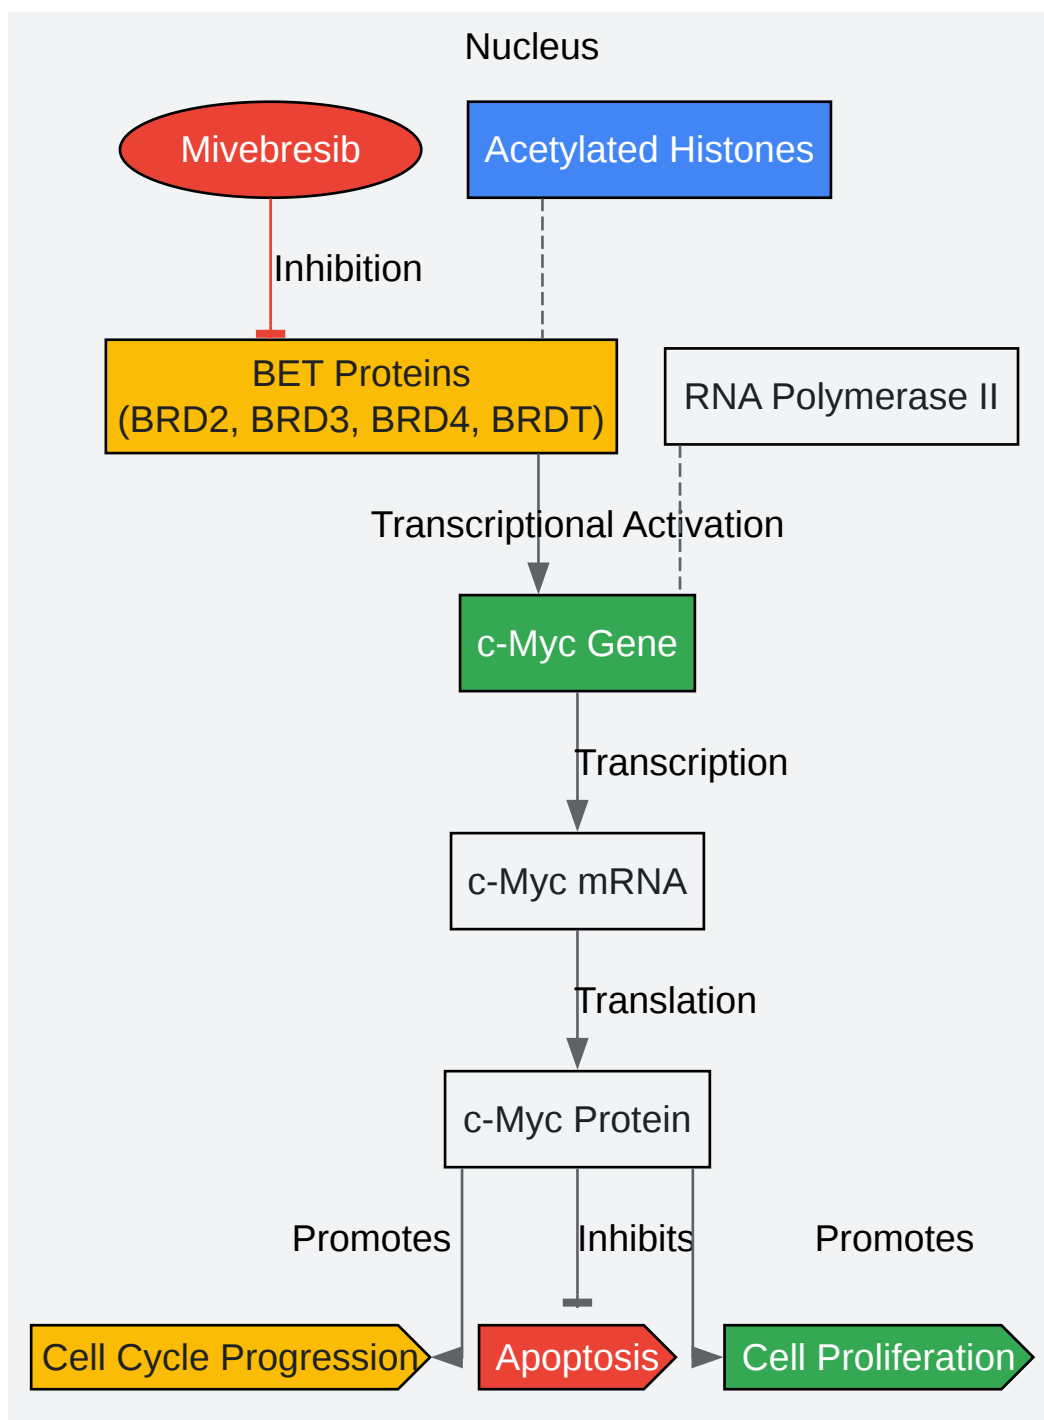 Nucleus
Mivebresib
Acetylated Histones
Inhibition
BET Proteins
(BRD2, BRD3, BRD4, BRDT)
RNA Polymerase II
Transcriptional Activation
c-Myc Gene
Transcription
c-Myc mRNA
Translation
c-Myc Protein
Promotes
Inhibits
Promotes
Cell Cycle Progression
Apoptosis
Cell Proliferation